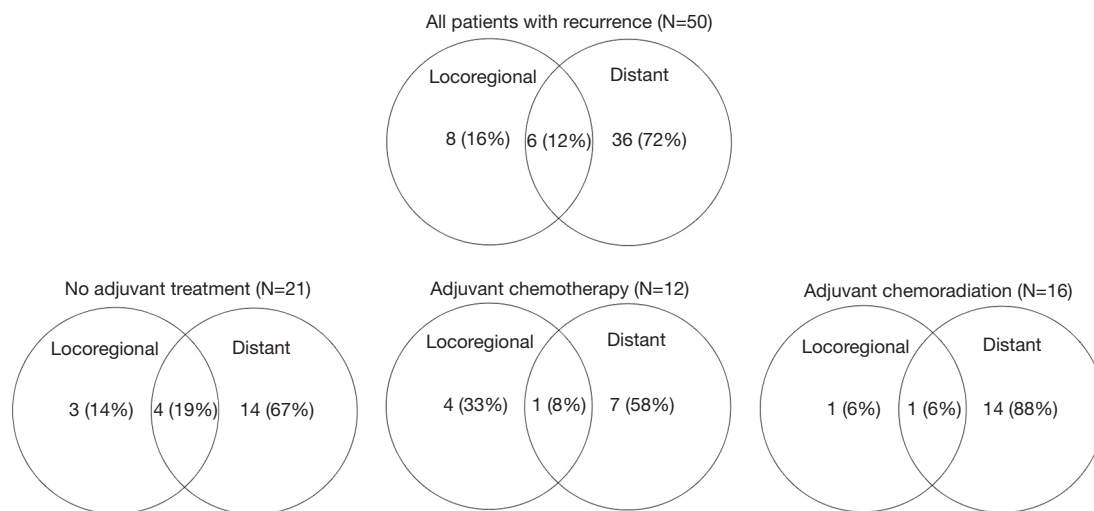 All patients with recurrence (N=50)
Locoregional
Distant
8 (16%)
6 (12%)
36 (72%)
No adjuvant treatment (N=21)
Locoregional
Distant
3 (14%)
4 (19%)
14 (67%)
Adjuvant chemotherapy (N=12)
Locoregional
Distant
4 (33%)
1 (8%)
7 (58%)
Adjuvant chemoradiation (N=16)
Locoregional
Distant
1 (6%)
1 (6%)
14 (88%)